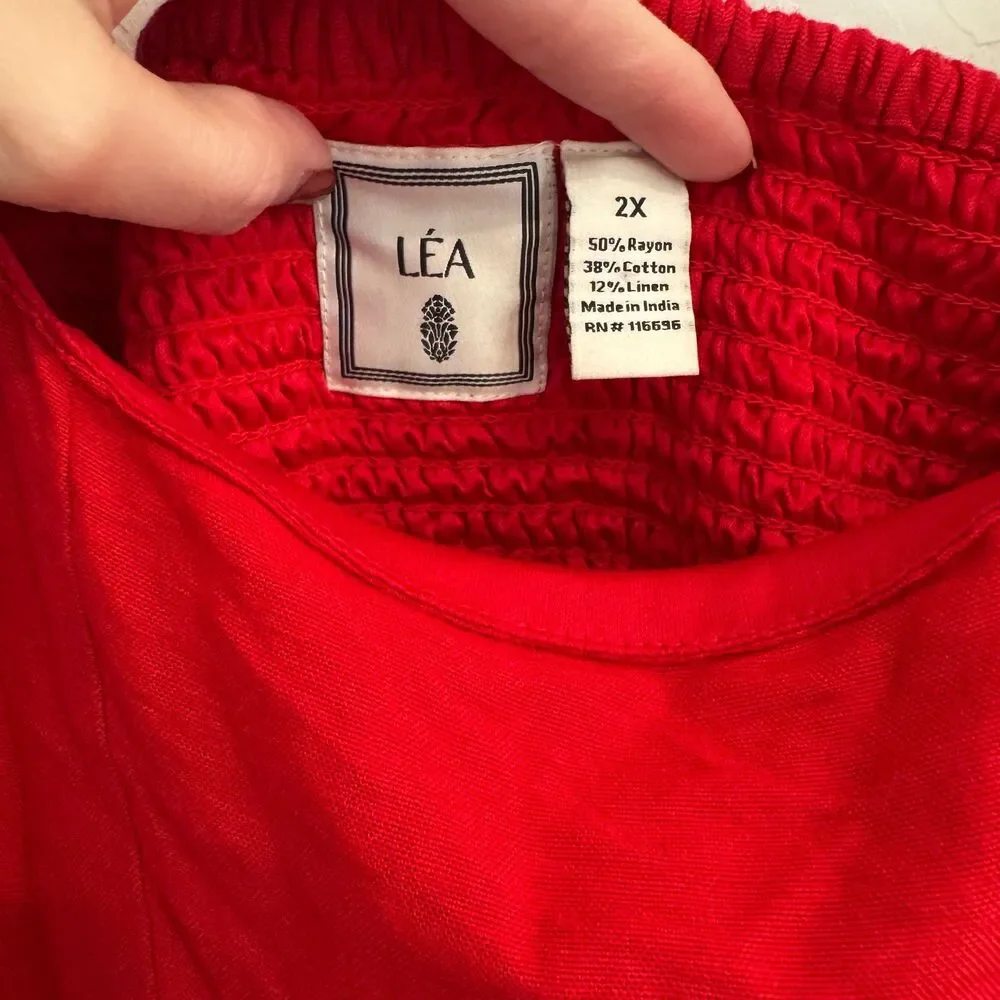 LÉA
2X
50% Rayon
38% Cotton
12% Linen
Made in India
RN # 116696